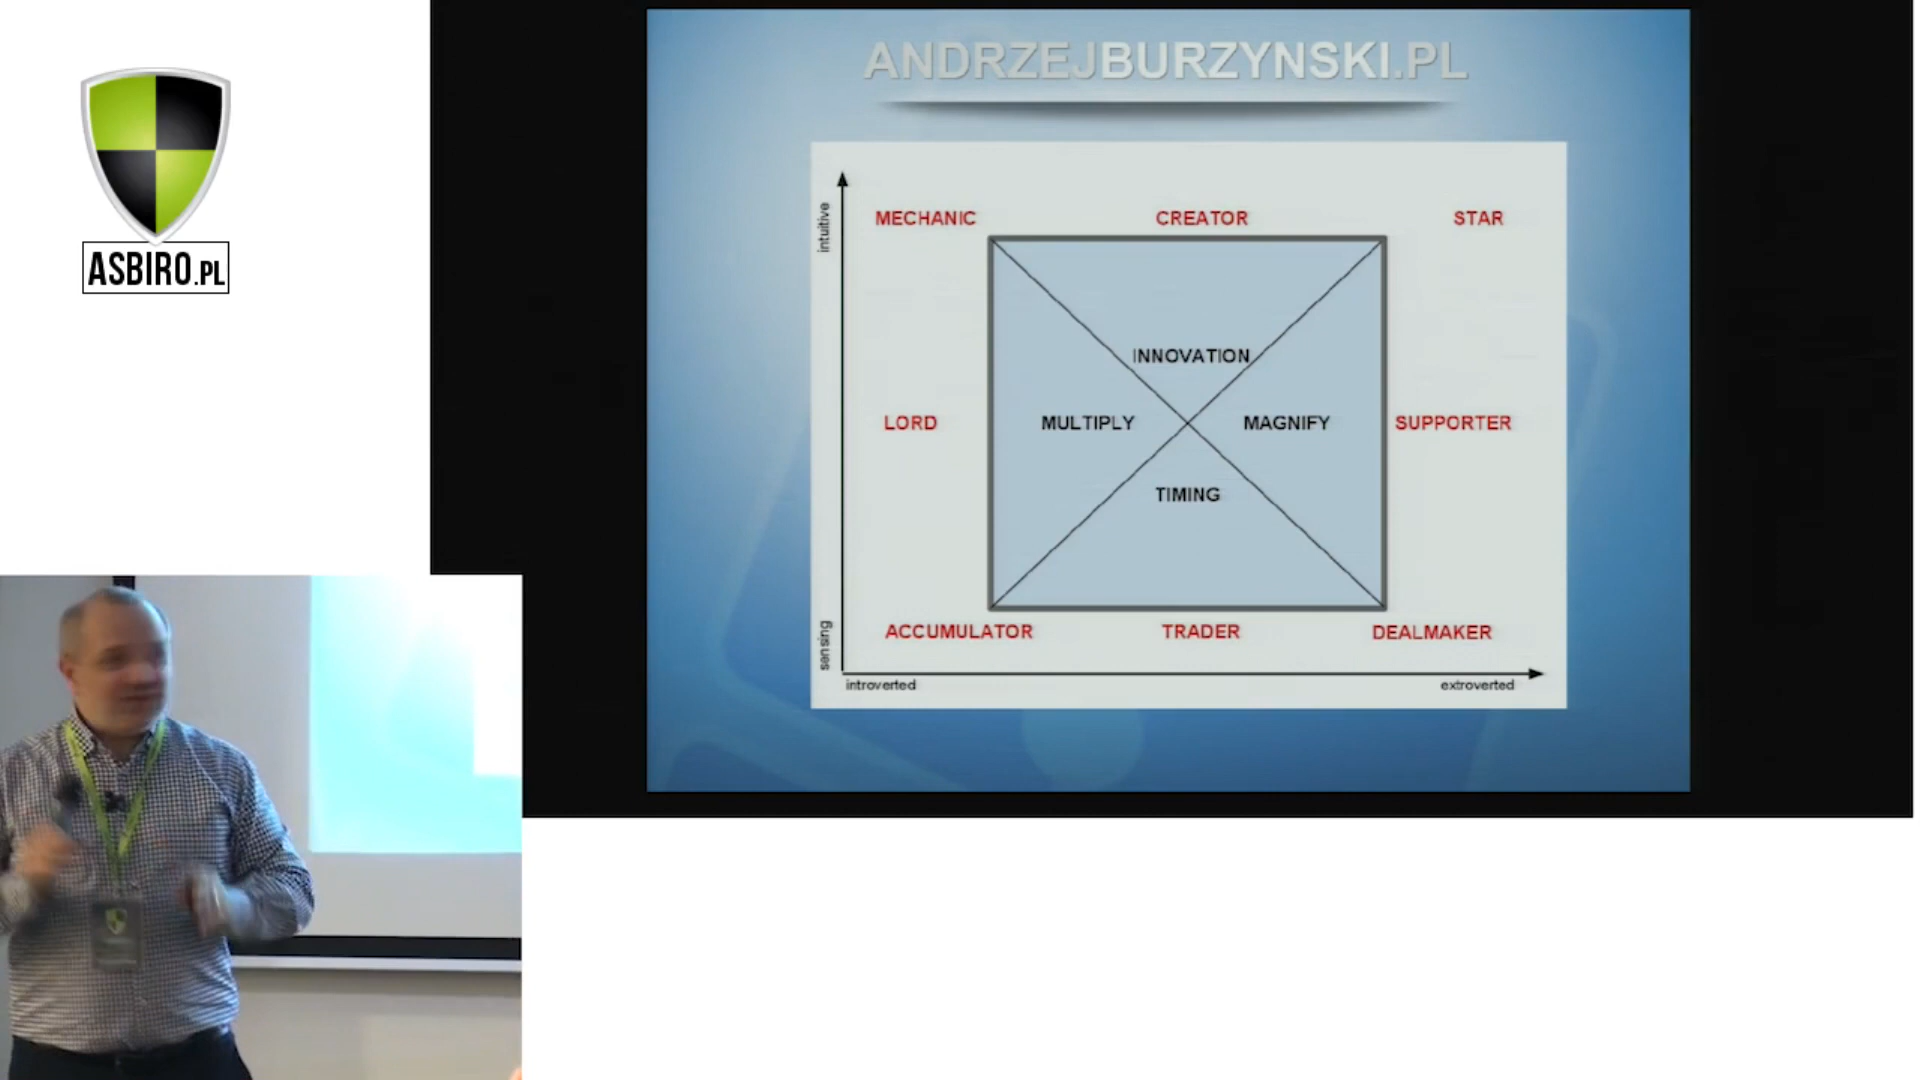 ASBIRO.PL
ANDRZEJBURZYNSKI.PL
intuitive
MECHANIC
CREATOR
STAR
INNOVATION
LORD
MULTIPLY
MAGNIFY
SUPPORTER
TIMING
sensing
ACCUMULATOR
TRADER
DEALMAKER
introverted
extroverted